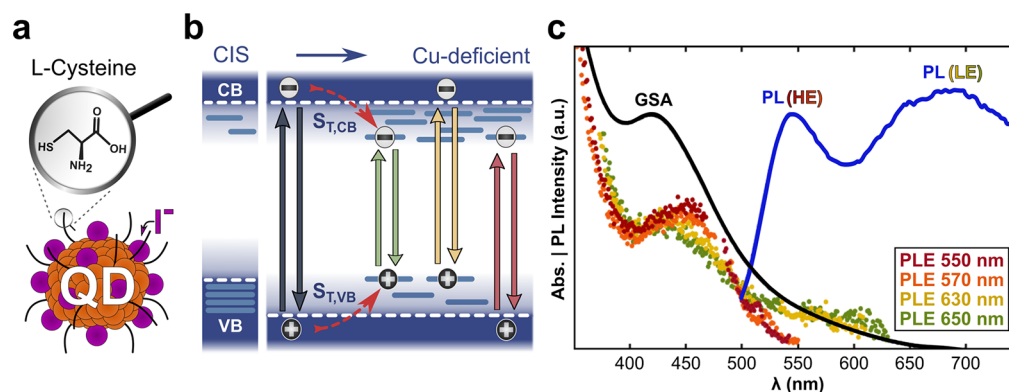 a
L-Cysteine
O
HS
OH
NH2
I-
QD
b
CIS
Cu-deficient
CB
ST,CB
ST,VB
VB
c
Abs. | PL Intensity (a.u.)
GSA
PL (HE)
PL (LE)
PLE 550 nm
PLE 570 nm
PLE 630 nm
PLE 650 nm
400 450 500 550 600 650 700
λ (nm)